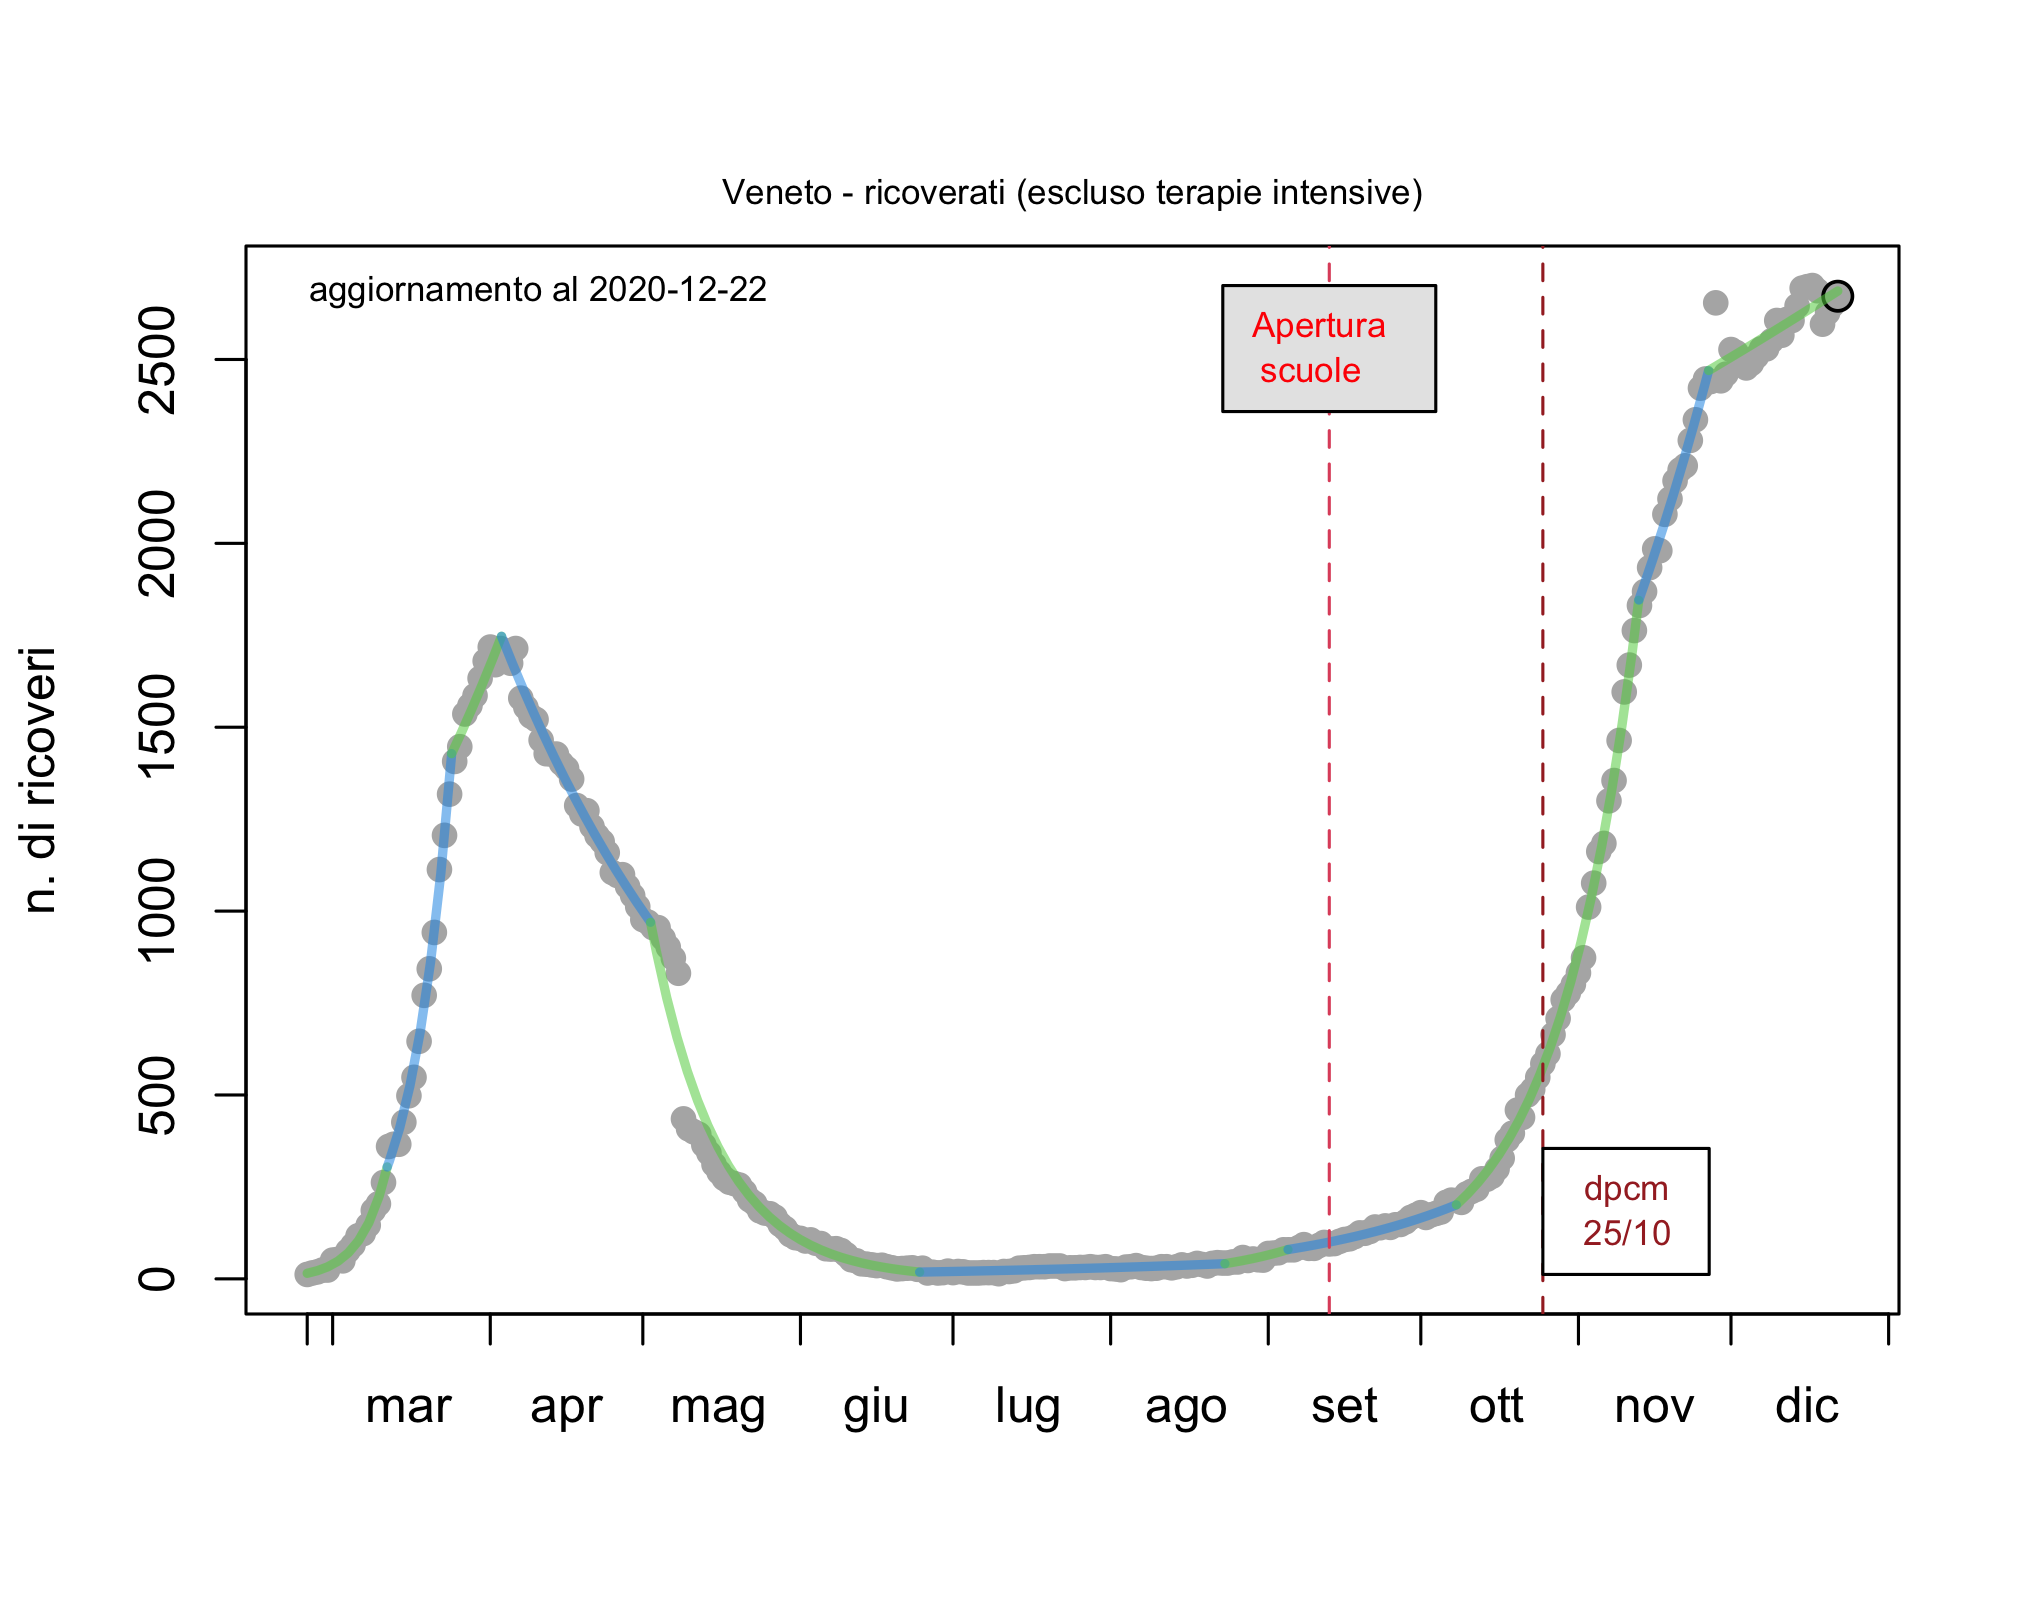 Veneto - ricoverati (escluso terapie intensive)
aggiornamento al 2020-12-22
Apertura
scuole
dpcm
25/10
n. di ricoveri
2500
2000
1500
1000
500
0
mar apr mag giu lug ago set ott nov dic